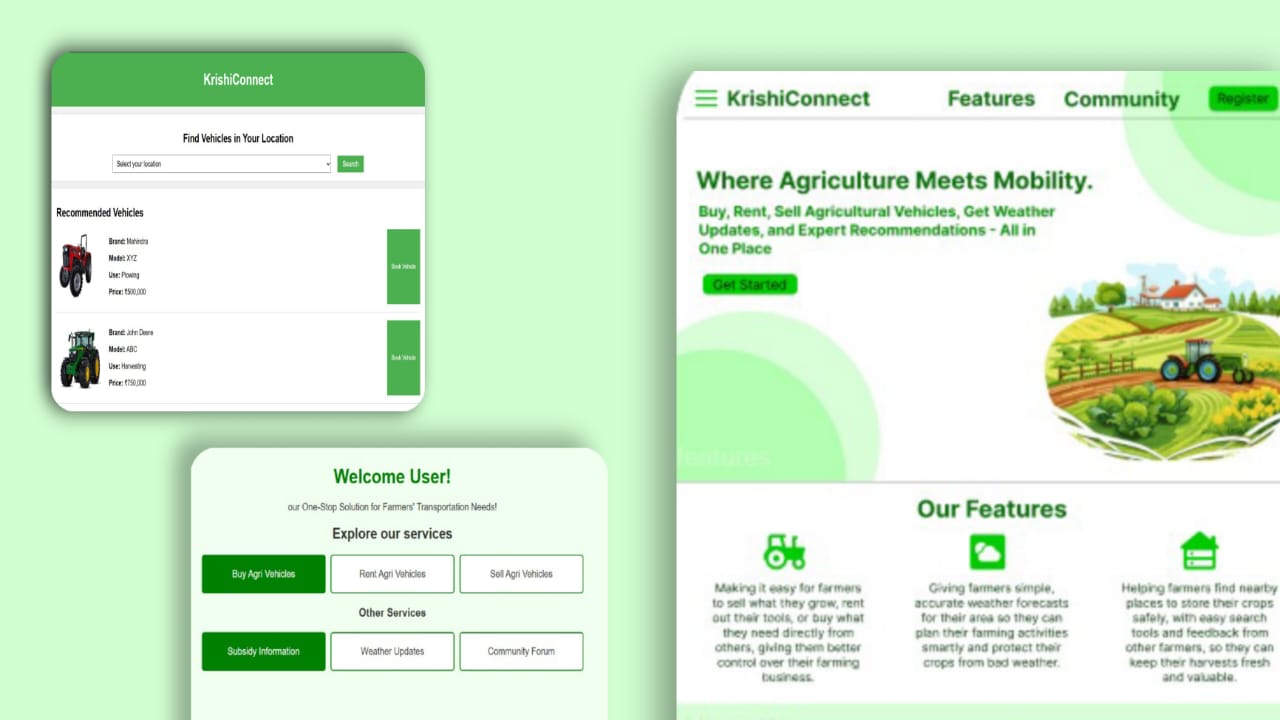 KrishiConnect
Find Vehicles in Your Location
Select your location
Search
Recommended Vehicles
Brand: Mahindra
Model: XYZ
Use: Plowing
Price: ₹500,000
Book Vehicle
Brand: John Deere
Model: ABC
Use: Harvesting
Price: ₹750,000
Book Vehicle
Welcome User!
our One-Stop Solution for Farmers' Transportation Needs!
Explore our services
Buy Agri Vehicles
Rent Agri Vehicles
Sell Agri Vehicles
Other Services
Subsidy Information
Weather Updates
Community Forum
KrishiConnect
Features
Community
Register
Where Agriculture Meets Mobility.
Buy, Rent, Sell Agricultural Vehicles, Get Weather
Updates, and Expert Recommendations - All in
One Place
Get Started
features
Our Features
Making it easy for farmers
to sell what they grow, rent
out their tools, or buy what
they need directly from
others, giving them better
control over their farming
business.
Giving farmers simple,
accurate weather forecasts
for their area so they can
plan their farming activities
smartly and protect their
crops from bad weather.
Helping farmers find nearby
places to store their crops
safely, with easy search
tools and feedback from
other farmers, so they can
keep their harvests fresh
and valuable.